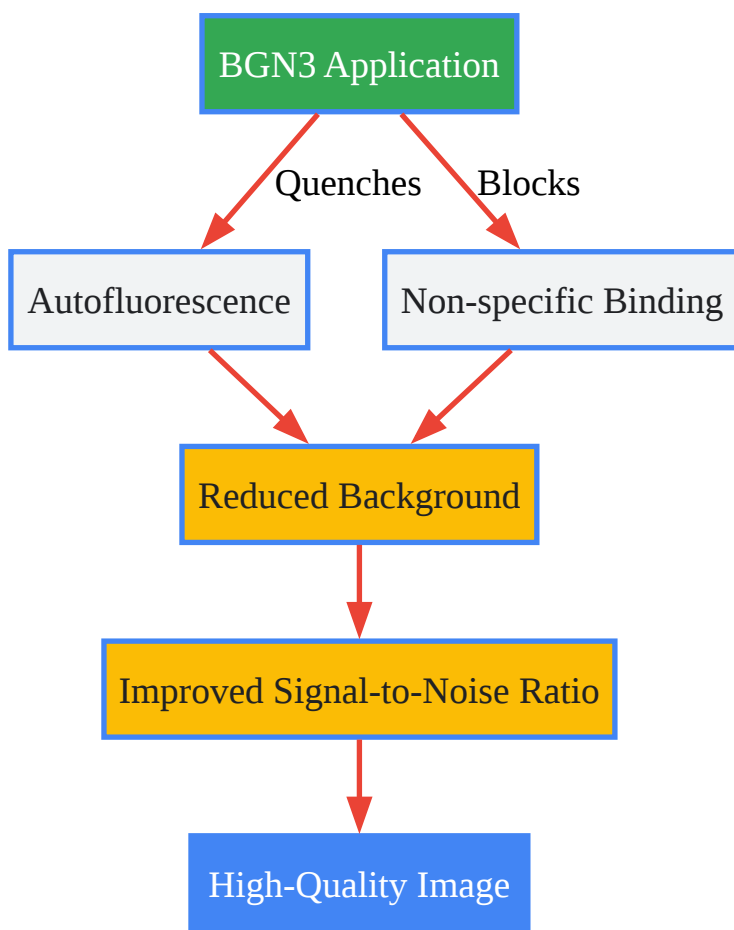 BGN3 Application
Quenches
Blocks
Autofluorescence
Non-specific Binding
Reduced Background
Improved Signal-to-Noise Ratio
High-Quality Image